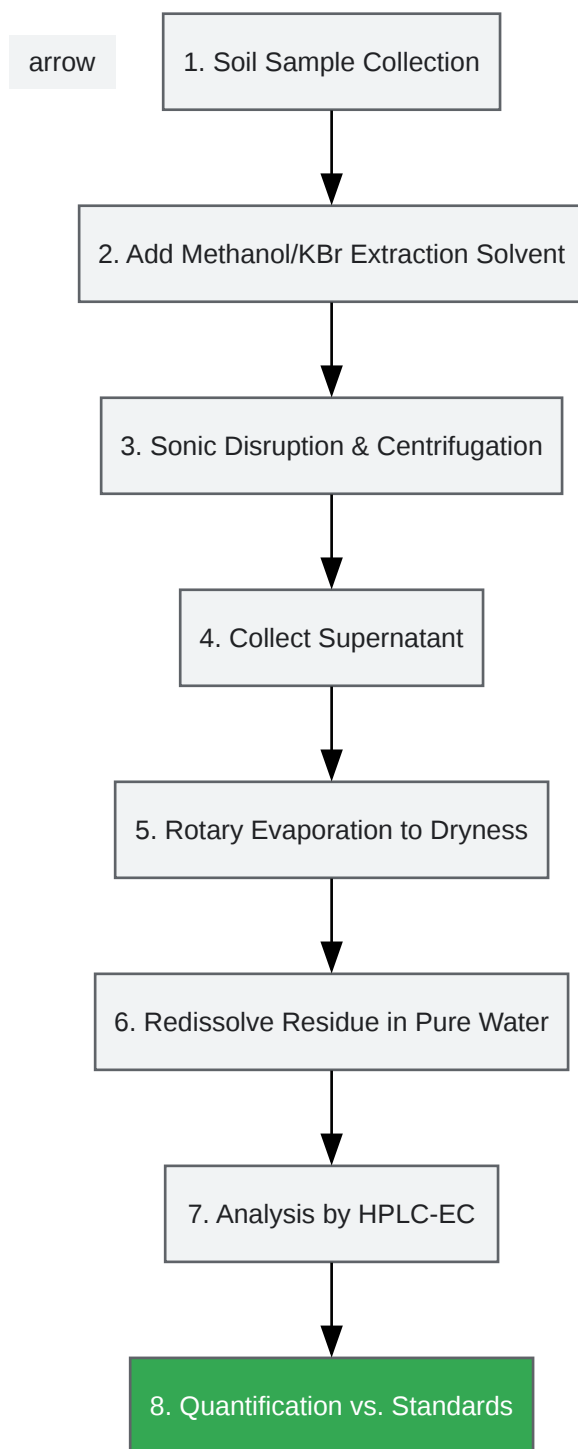 arrow
1. Soil Sample Collection
2. Add Methanol/KBr Extraction Solvent
3. Sonic Disruption & Centrifugation
4. Collect Supernatant
5. Rotary Evaporation to Dryness
6. Redissolve Residue in Pure Water
7. Analysis by HPLC-EC
8. Quantification vs. Standards